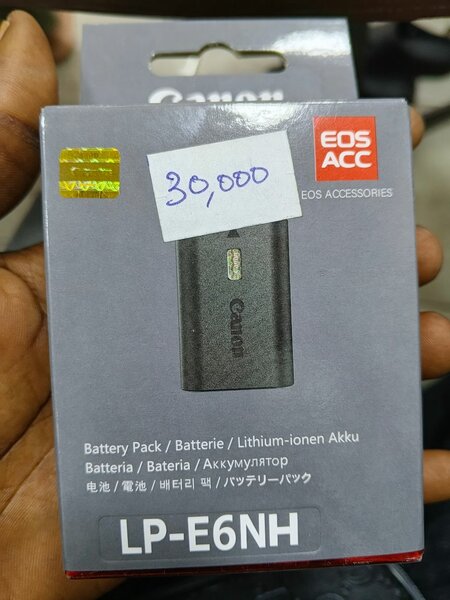 Canon
EOS
ACC
30,000
EOS ACCESSORIES
Canon
Battery Pack / Batterie / Lithium-ionen Akku
Batteria / Bateria / Аккумулятор
电池 / 電池 / 배터리 팩 / バッテリーパック
LP-E6NH